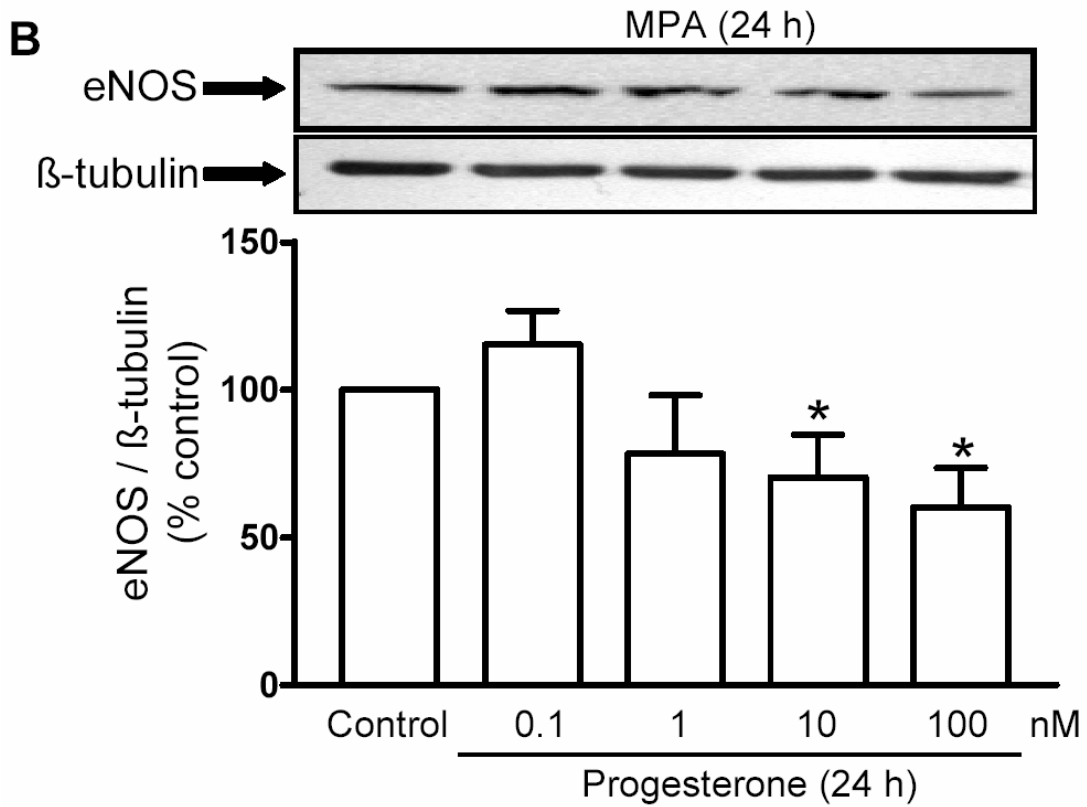 B
MPA (24 h)
eNOS
ß-tubulin
150
100
50
0
eNOS / ß-tubulin
(% control)
*
*
Control 0.1 1 10 100 nM
Progesterone (24 h)